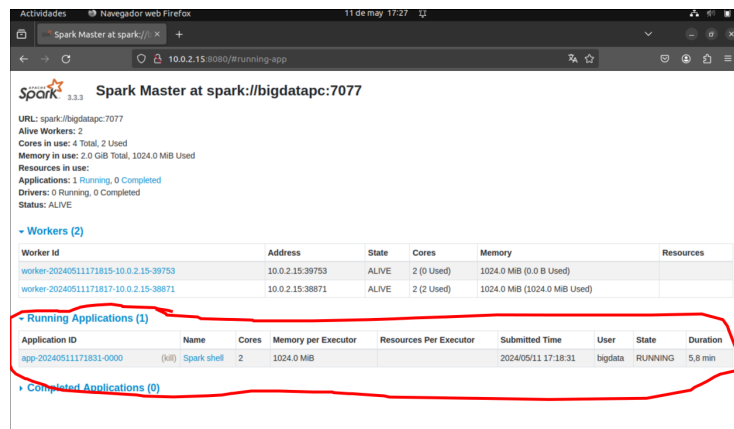 Actividades Navegador web Firefox 11 de may 17:27
Spark Master at spark://b × +
10.0.2.15:8080/#running-app
APACHE Spark 3.3.3 Spark Master at spark://bigdatapc:7077
URL: spark://bigdatapc:7077
Alive Workers: 2
Cores in use: 4 Total, 2 Used
Memory in use: 2.0 GiB Total, 1024.0 MiB Used
Resources in use:
Applications: 1 Running, 0 Completed
Drivers: 0 Running, 0 Completed
Status: ALIVE
Workers (2)
Worker Id Address State Cores Memory Resources
worker-20240511171815-10.0.2.15-39753 10.0.2.15:39753 ALIVE 2 (0 Used) 1024.0 MiB (0.0 B Used)
worker-20240511171817-10.0.2.15-38871 10.0.2.15:38871 ALIVE 2 (2 Used) 1024.0 MiB (1024.0 MiB Used)
Running Applications (1)
Application ID Name Cores Memory per Executor Resources Per Executor Submitted Time User State Duration
app-20240511171831-0000 (kill) Spark shell 2 1024.0 MiB 2024/05/11 17:18:31 bigdata RUNNING 5,8 min
Completed Applications (0)